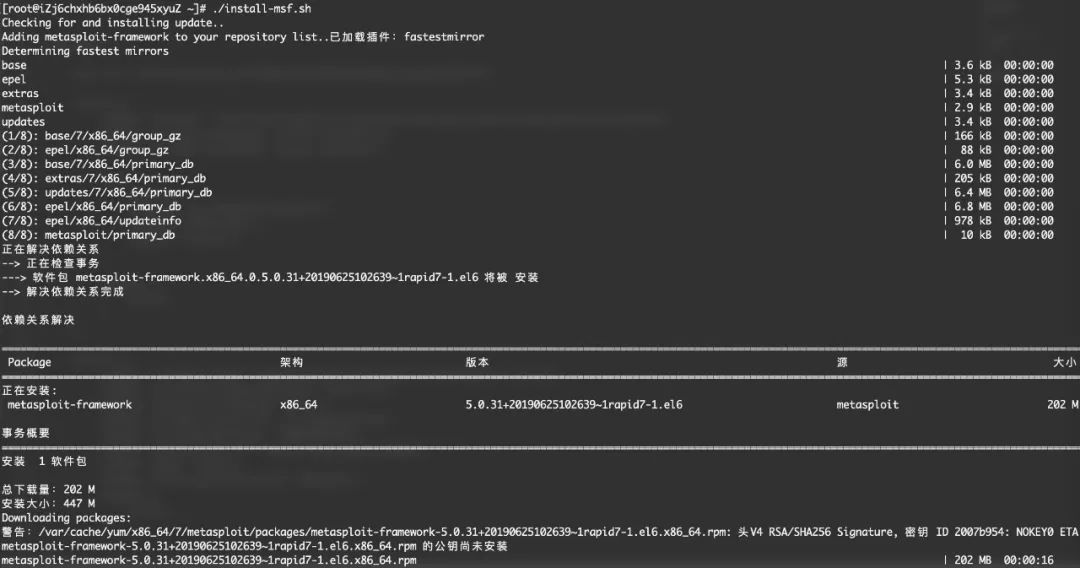 [root@iZj6chxhb6bx0cge945xyuZ ~]# ./install-msf.sh
Checking for and installing update..
Adding metasploit-framework to your repository list..已加载插件：fastestmirror
Determining fastest mirrors
base | 3.6 kB 00:00:00
epel | 5.3 kB 00:00:00
extras | 3.4 kB 00:00:00
metasploit | 2.9 kB 00:00:00
updates | 3.4 kB 00:00:00
(1/8): base/7/x86_64/group_gz | 166 kB 00:00:00
(2/8): epel/x86_64/group_gz | 88 kB 00:00:00
(3/8): base/7/x86_64/primary_db | 6.0 MB 00:00:00
(4/8): extras/7/x86_64/primary_db | 205 kB 00:00:00
(5/8): updates/7/x86_64/primary_db | 6.4 MB 00:00:00
(6/8): epel/x86_64/primary_db | 6.8 MB 00:00:00
(7/8): epel/x86_64/updateinfo | 978 kB 00:00:00
(8/8): metasploit/primary_db | 10 kB 00:00:00
正在解决依赖关系
--> 正在检查事务
---> 软件包 metasploit-framework.x86_64.0.5.0.31+20190625102639~1rapid7-1.el6 将被 安装
--> 解决依赖关系完成
依赖关系解决
Package 架构 版本 源 大小
正在安装：
metasploit-framework x86_64 5.0.31+20190625102639~1rapid7-1.el6 metasploit 202 M
事务概要
安装 1 软件包
总下载量：202 M
安装大小：447 M
Downloading packages:
警告：/var/cache/yum/x86_64/7/metasploit/packages/metasploit-framework-5.0.31+20190625102639~1rapid7-1.el6.x86_64.rpm: 头V4 RSA/SHA256 Signature, 密钥 ID 2007b954: NOKEY0 ETA
metasploit-framework-5.0.31+20190625102639~1rapid7-1.el6.x86_64.rpm 的公钥尚未安装
metasploit-framework-5.0.31+20190625102639~1rapid7-1.el6.x86_64.rpm | 202 MB 00:00:16